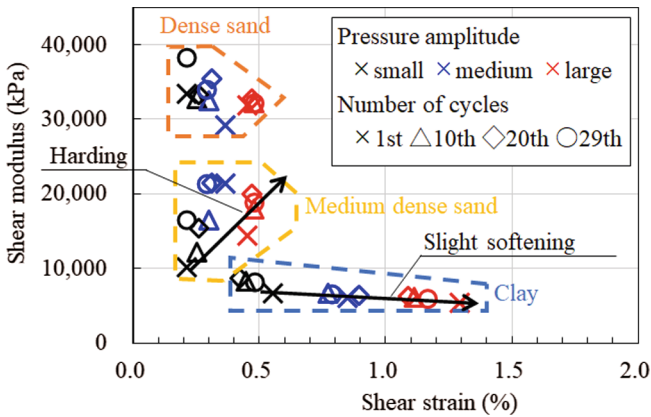 Dense sand
Pressure amplitude
×small ×medium ×large
Number of cycles
×1st △10th ◇20th ○29th
Harding
Medium dense sand
Slight softening
Clay
40,000
30,000
20,000
10,000
0
Shear modulus (kPa)
0.0 0.5 1.0 1.5 2.0
Shear strain (%)